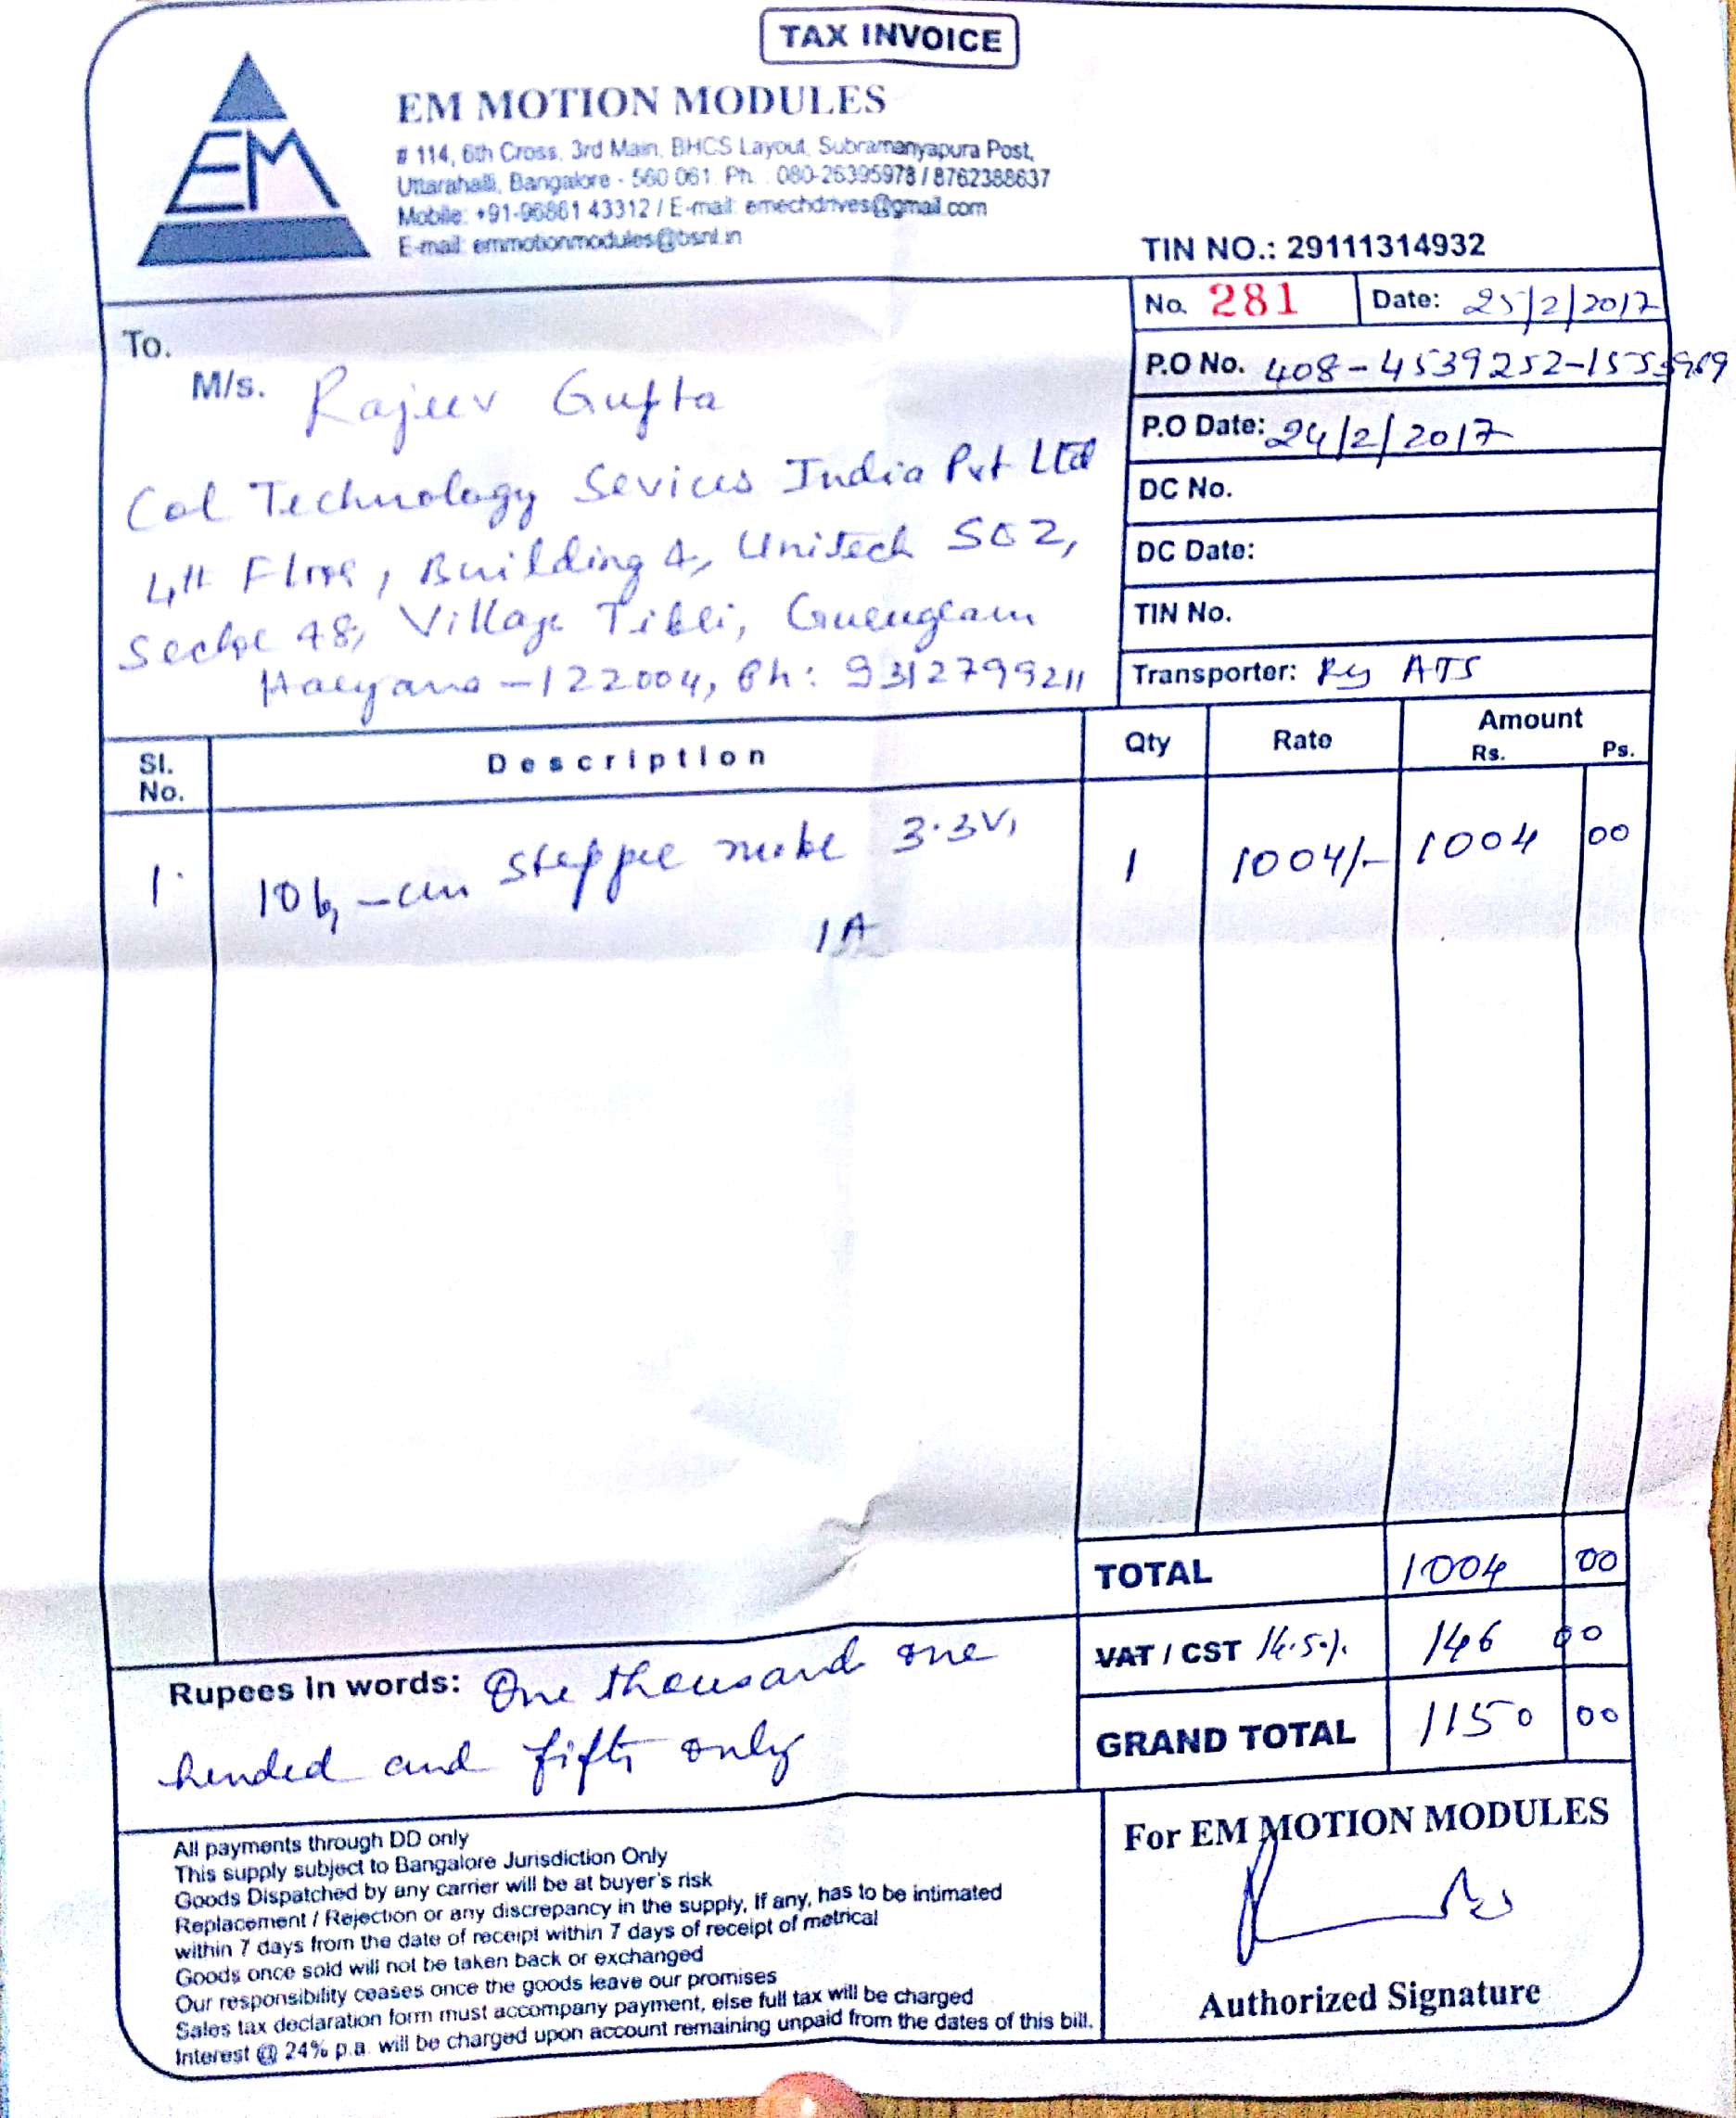 TAX INVOICE
EM
EM MOTION MODULES
# 114, 6th Cross, 3rd Main, BHCS Layout, Subramanyapura Post,
Uttarahalli, Bangalore - 560 061. Ph. : 080-26395978 / 8762388637
Mobile: +91-96861 43312 / E-mail: emechdrives@gmail.com
E-mail: emmotionmodules@bsnl.in
TIN NO.: 29111314932
No. 281 Date: 25/2/2017
To.
M/s. Rajeev Gupta
P.O No. 408-4539252-1555969
P.O Date: 24/2/2017
Col Technology Sevices India Pvt Ltd
DC No.
4th Floor, Building A, Unitech SEZ,
DC Date:
Sector 48, Village Tikri,
TIN No.
Haryana - 122004, Ph: 9312799211
Transporter: By ATS
Sl. No. Description Qty Rate Amount Rs. Ps.
1. 10kg-cm stepper 3.3V, 1 1004/- 1004 00
1A
TOTAL 1004 00
VAT / CST 14.5% 146 00
Rupees in words: One thousand one
GRAND TOTAL 1150 00
hunded and fifty only
All payments through DD only
This supply subject to Bangalore Jurisdiction Only
Goods Dispatched by any carrier will be at buyer's risk
Replacement / Rejection or any discrepancy in the supply, If any, has to be intimated
within 7 days from the date of receipt within 7 days of receipt of metrical
Goods once sold will not be taken back or exchanged
Our responsibility ceases once the goods leave our promises
Sales tax declaration form must accompany payment, else full tax will be charged
Interest @ 24% p.a. will be charged upon account remaining unpaid from the dates of this bill.
For EM MOTION MODULES
Authorized Signature